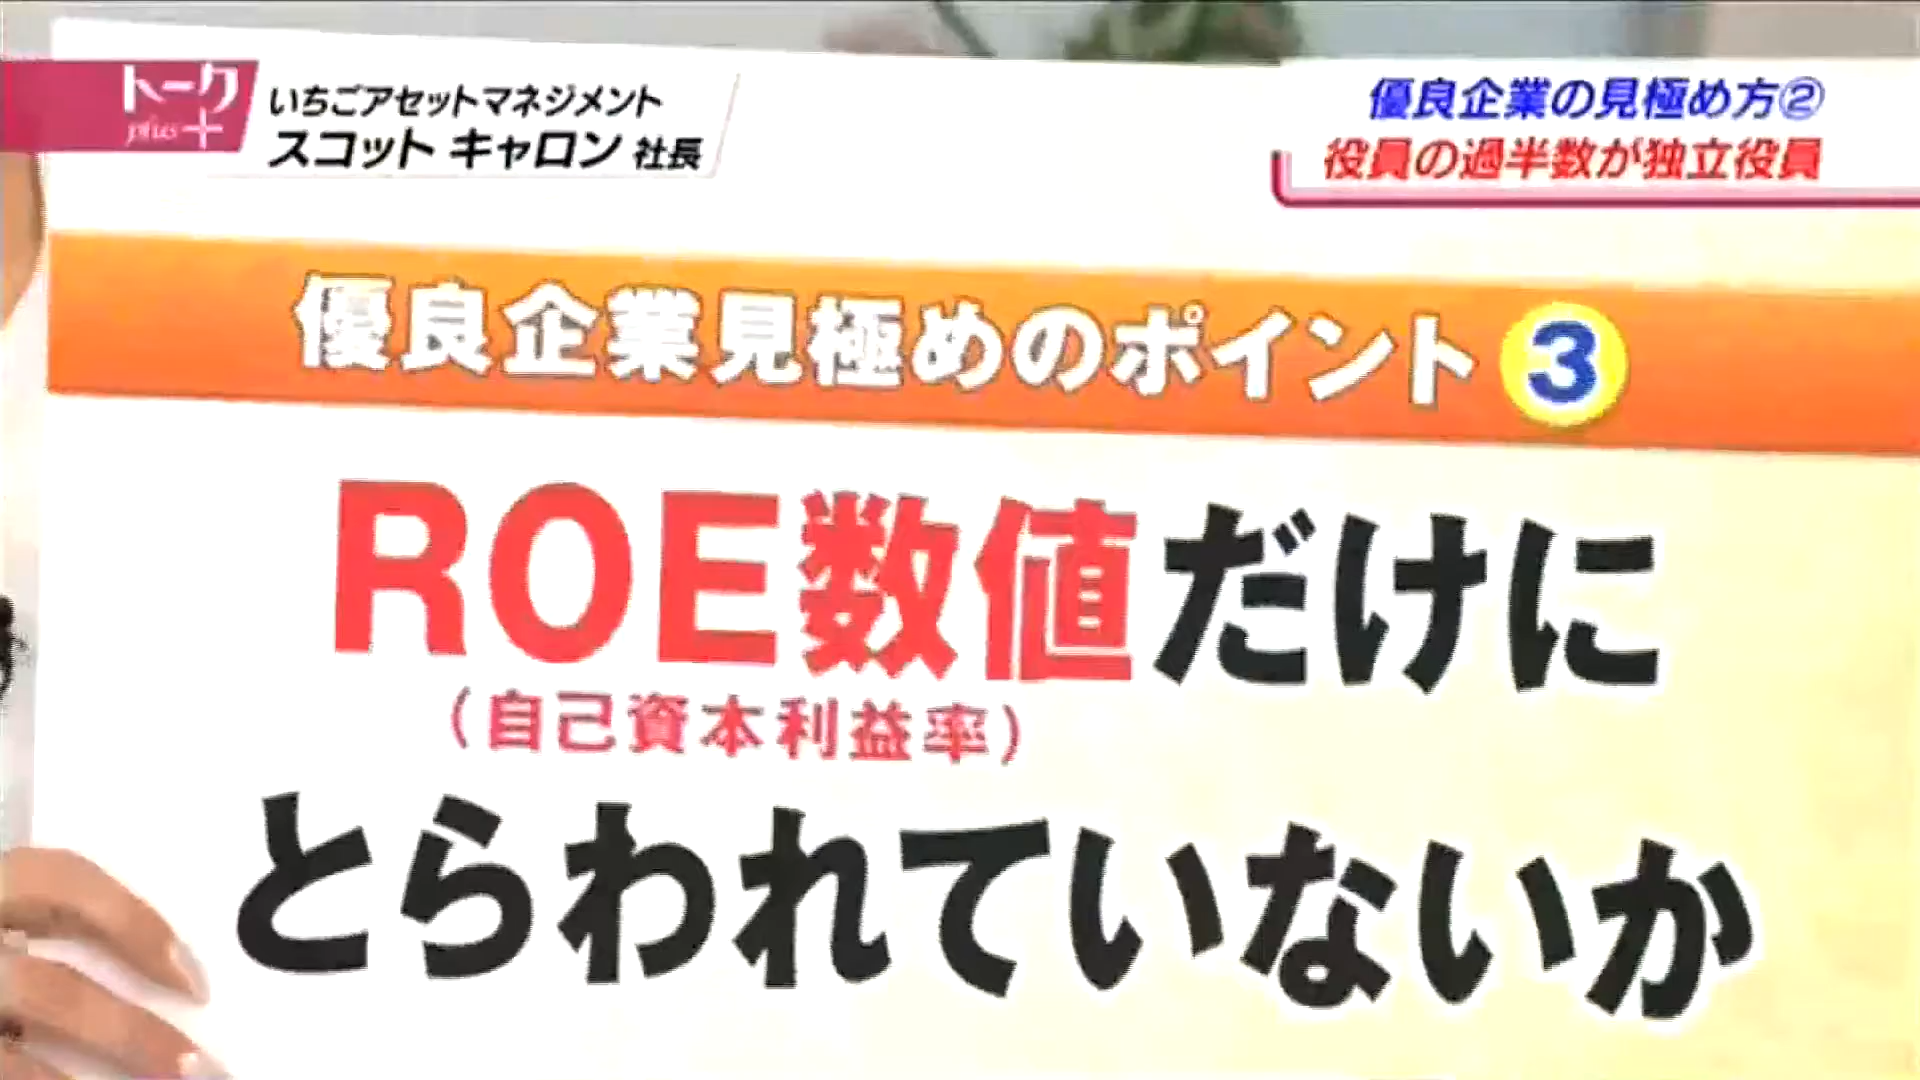 トーク
plus+
いちごアセットマネジメント
スコット キャロン 社長
優良企業の見極め方②
役員の過半数が独立役員
優良企業見極めのポイント 3
ROE数値だけに
(自己資本利益率)
とらわれていないか